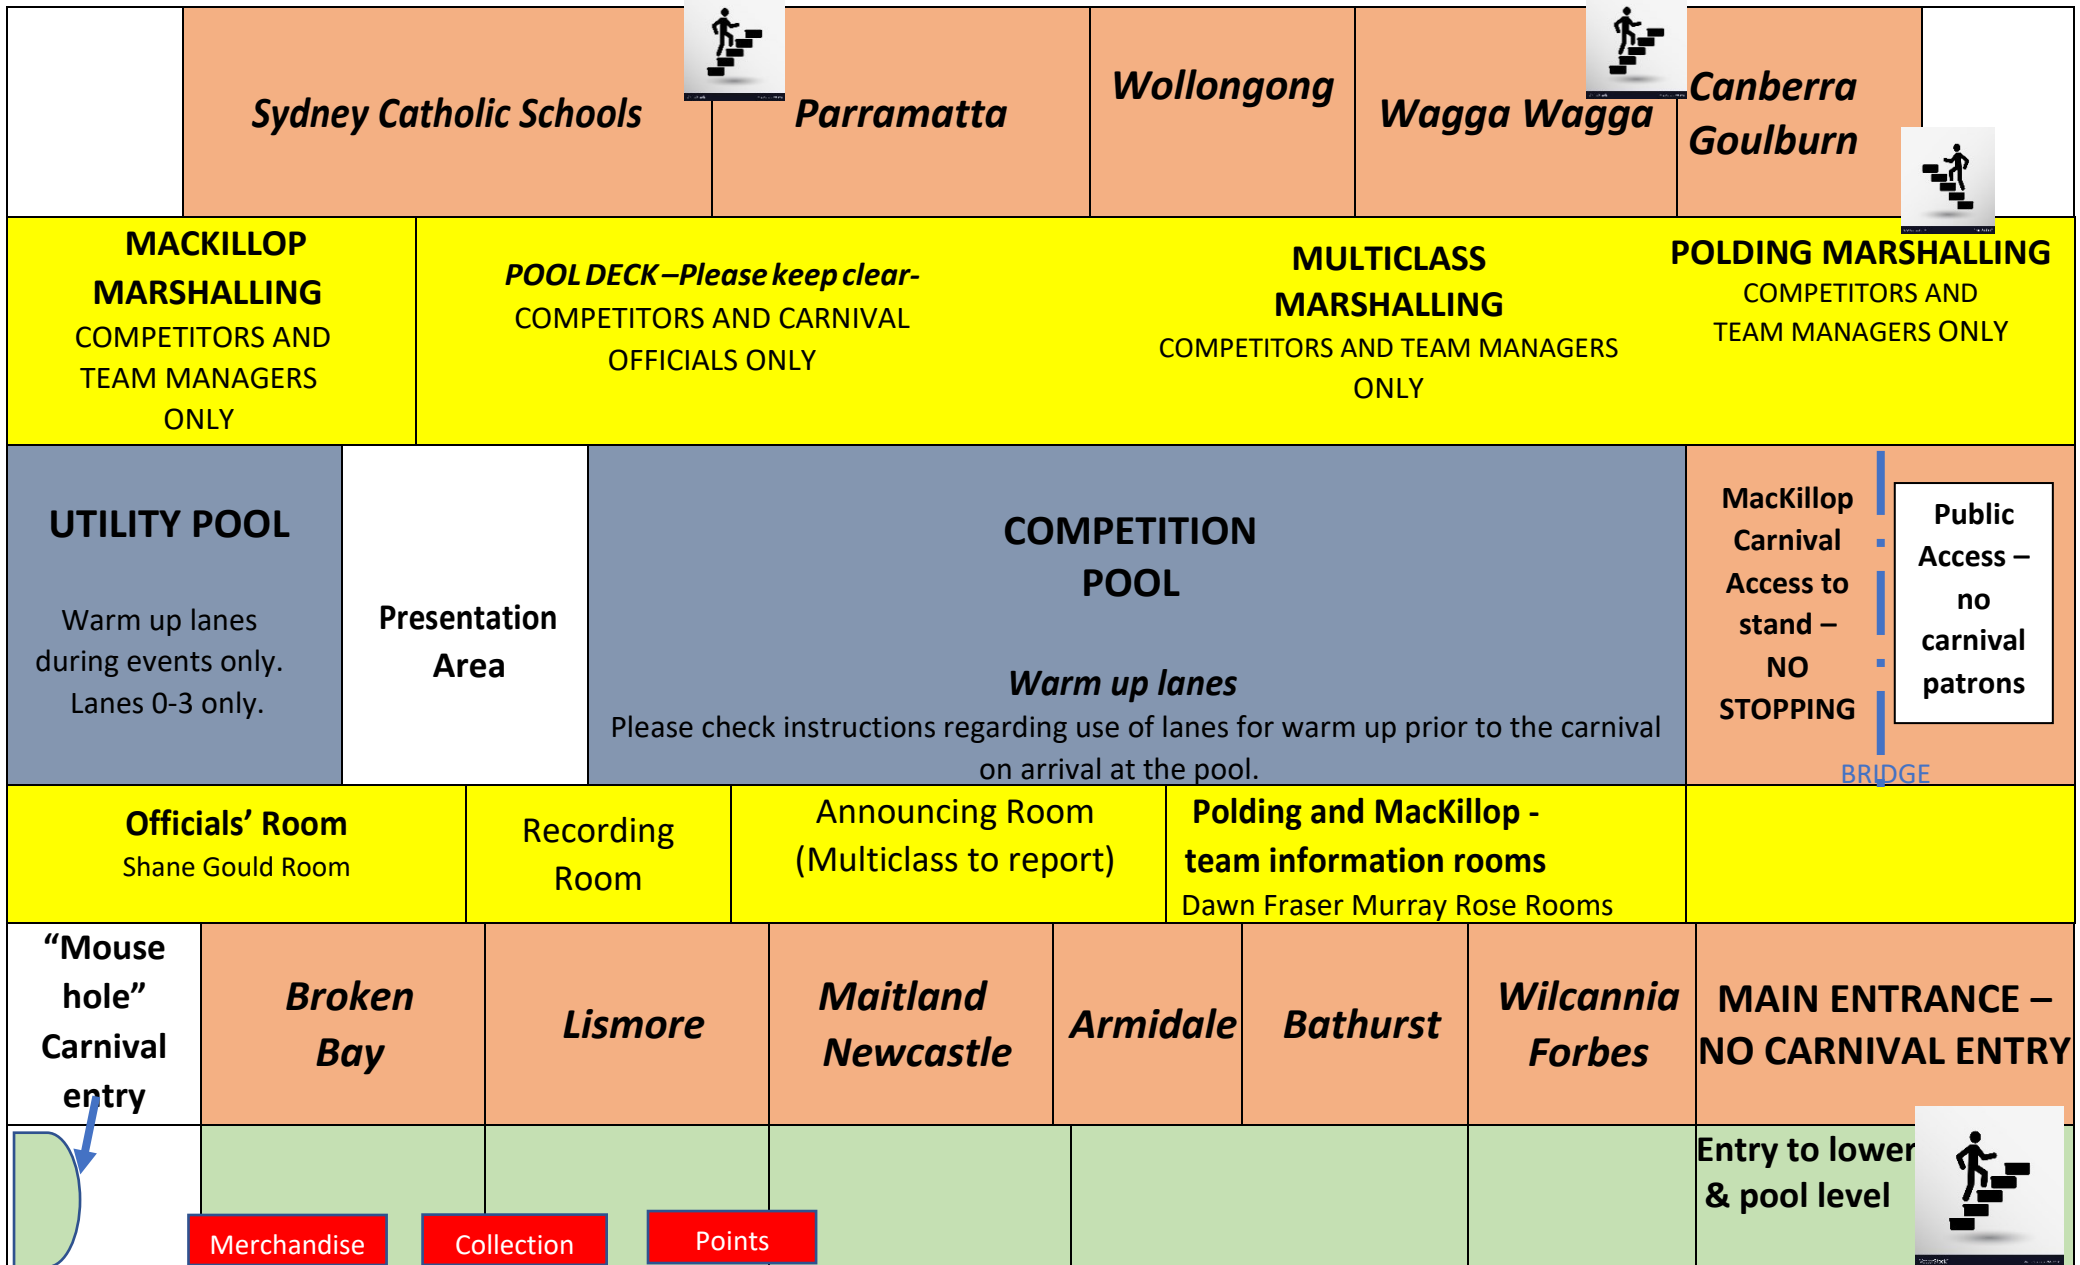 Sydney Catholic Schools
Parramatta
Wollongong
Wagga Wagga
Canberra
Goulburn
MACKILLOP
MARSHALLING
COMPETITORS AND
TEAM MANAGERS
ONLY
POOL DECK –Please keep clear-
COMPETITORS AND CARNIVAL
OFFICIALS ONLY
MULTICLASS
MARSHALLING
COMPETITORS AND TEAM MANAGERS
ONLY
POLDING MARSHALLING
COMPETITORS AND
TEAM MANAGERS ONLY
UTILITY POOL
Warm up lanes
during events only.
Lanes 0-3 only.
Presentation
Area
COMPETITION
POOL
Warm up lanes
Please check instructions regarding use of lanes for warm up prior to the carnival
on arrival at the pool.
MacKillop
Carnival
Access to
stand –
NO
STOPPING
Public
Access –
no
carnival
patrons
BRIDGE
Officials’ Room
Shane Gould Room
Recording
Room
Announcing Room
(Multiclass to report)
Polding and MacKillop -
team information rooms
Dawn Fraser Murray Rose Rooms
“Mouse
hole”
Carnival
entry
Broken
Bay
Lismore
Maitland
Newcastle
Armidale
Bathurst
Wilcannia
Forbes
MAIN ENTRANCE –
NO CARNIVAL ENTRY
Entry to lower
& pool level
Merchandise
Collection
Points